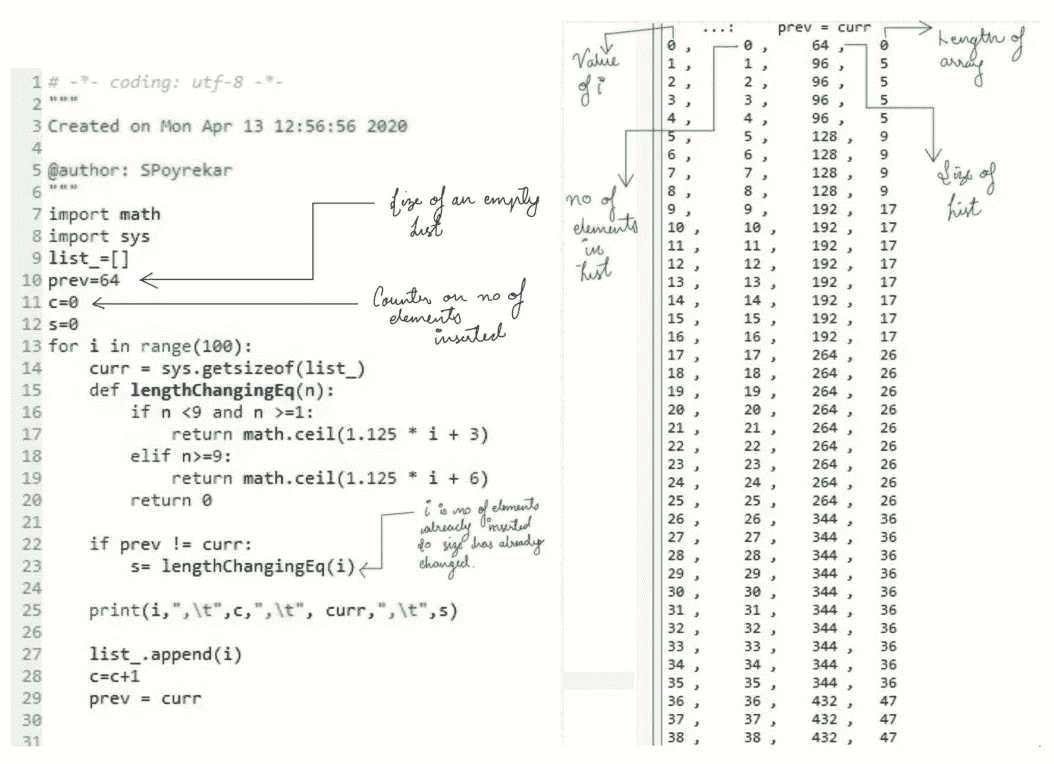 1 # -*- coding: utf-8 -*-
2 """
3 Created on Mon Apr 13 12:56:56 2020
4
5 @author: SPoyrekar
6 """
7 import math
8 import sys
9 list_=[]
10 prev=64
11 c=0
12 s=0
13 for i in range(100):
14     curr = sys.getsizeof(list_)
15     def lengthChangingEq(n):
16         if n <9 and n >=1:
17             return math.ceil(1.125 * i + 3)
18         elif n>=9:
19             return math.ceil(1.125 * i + 6)
20         return 0
21
22     if prev != curr:
23         s= lengthChangingEq(i)
24
25     print(i,",\t",c,",\t", curr,",\t",s)
26
27     list_.append(i)
28     c=c+1
29     prev = curr
30
31
Size of an empty
List
Counter on no of
elements
inserted
i is no of elements
already inserted
so size has already
changed.
...: prev = curr
0 , 0 , 64 , 0
1 , 1 , 96 , 5
2 , 2 , 96 , 5
3 , 3 , 96 , 5
4 , 4 , 96 , 5
5 , 5 , 128 , 9
6 , 6 , 128 , 9
7 , 7 , 128 , 9
8 , 8 , 128 , 9
9 , 9 , 192 , 17
10 , 10 , 192 , 17
11 , 11 , 192 , 17
12 , 12 , 192 , 17
13 , 13 , 192 , 17
14 , 14 , 192 , 17
15 , 15 , 192 , 17
16 , 16 , 192 , 17
17 , 17 , 264 , 26
18 , 18 , 264 , 26
19 , 19 , 264 , 26
20 , 20 , 264 , 26
21 , 21 , 264 , 26
22 , 22 , 264 , 26
23 , 23 , 264 , 26
24 , 24 , 264 , 26
25 , 25 , 264 , 26
26 , 26 , 344 , 36
27 , 27 , 344 , 36
28 , 28 , 344 , 36
29 , 29 , 344 , 36
30 , 30 , 344 , 36
31 , 31 , 344 , 36
32 , 32 , 344 , 36
33 , 33 , 344 , 36
34 , 34 , 344 , 36
35 , 35 , 344 , 36
36 , 36 , 432 , 47
37 , 37 , 432 , 47
38 , 38 , 432 , 47
Value
of i
no of
elements
in
List
Length of
array
Size of
List